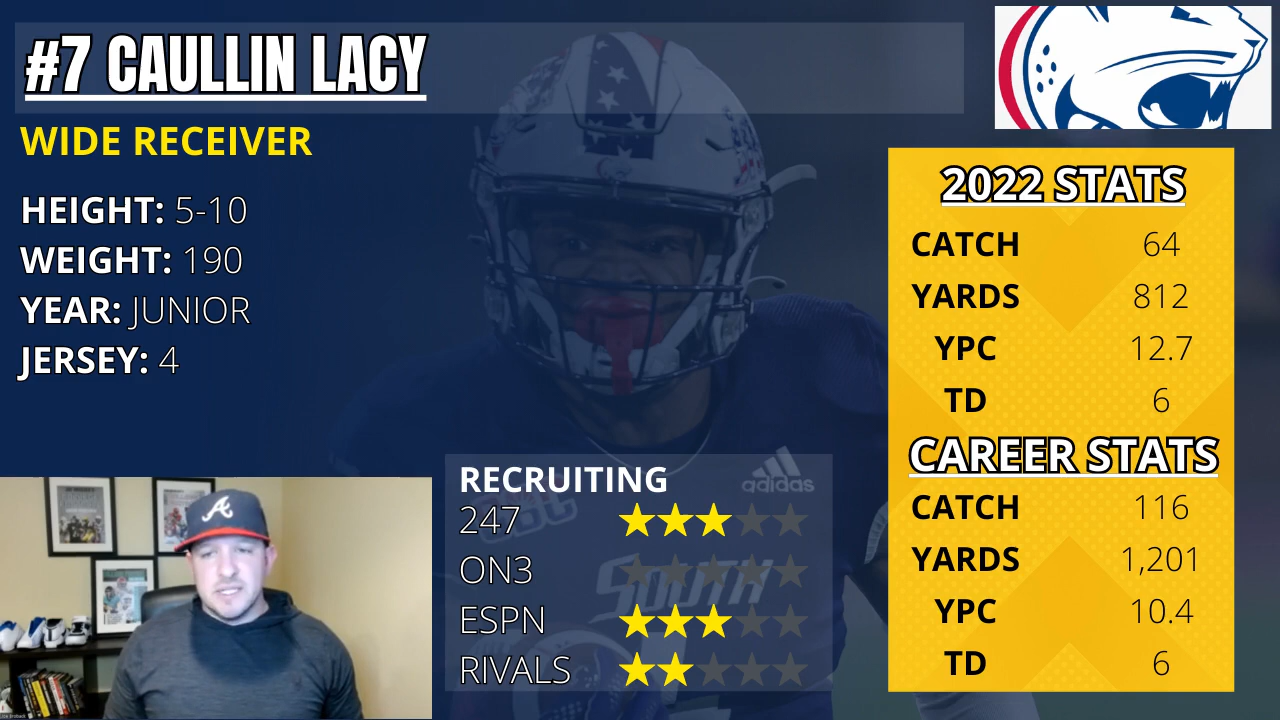 #7 CAULLIN LACY
WIDE RECEIVER
HEIGHT: 5-10
WEIGHT: 190
YEAR: JUNIOR
JERSEY: 4
2022 STATS
CATCH 64
YARDS 812
YPC 12.7
TD 6
CAREER STATS
CATCH 116
YARDS 1,201
YPC 10.4
TD 6
RECRUITING
247
ON3
ESPN
RIVALS
adidas
SOUTH
A